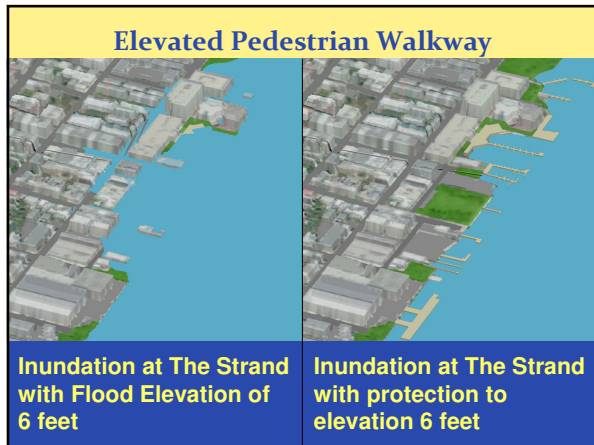 Elevated Pedestrian Walkway
Inundation at The Strand
with Flood Elevation of
6 feet
Inundation at The Strand
with protection to
elevation 6 feet